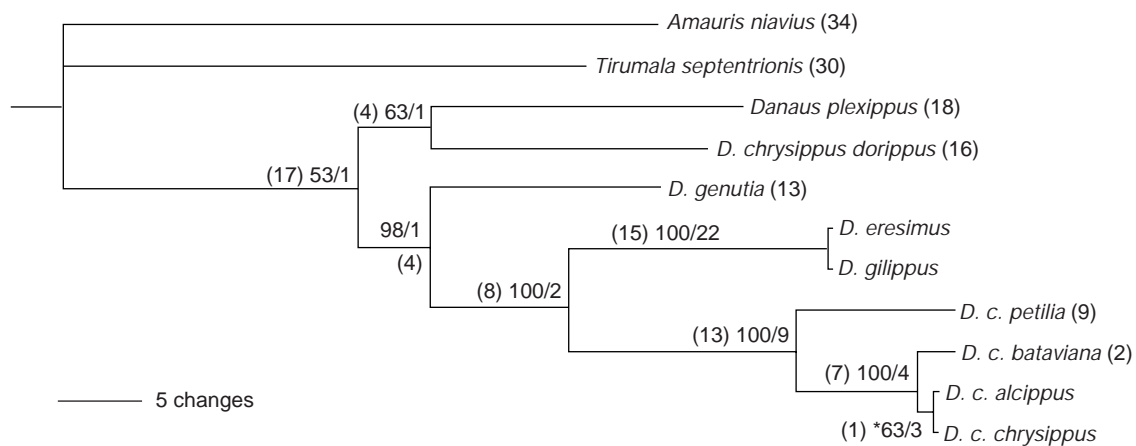 Amauris niavius (34)
Tirumala septentrionis (30)
(4) 63/1
Danaus plexippus (18)
D. chrysippus dorippus (16)
(17) 53/1
D. genutia (13)
98/1
(4)
(15) 100/22
D. eresimus
D. gilippus
(8) 100/2
D. c. petilia (9)
(13) 100/9
D. c. bataviana (2)
(7) 100/4
D. c. alcippus
5 changes
(1) *63/3
D. c. chrysippus